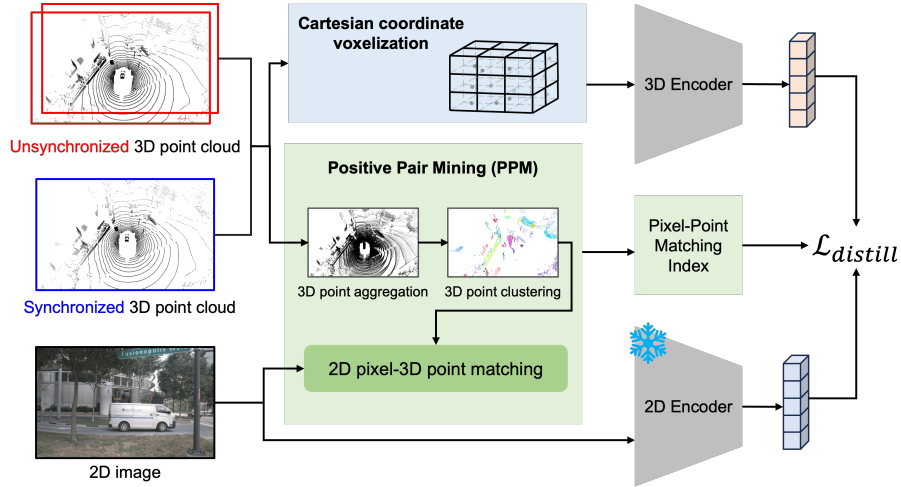 Cartesian coordinate
voxelization
3D Encoder
Unsynchronized 3D point cloud
Positive Pair Mining (PPM)
3D point aggregation
3D point clustering
Pixel-Point
Matching
Index
ℒ_distill
Synchronized 3D point cloud
2D pixel-3D point matching
2D Encoder
2D image